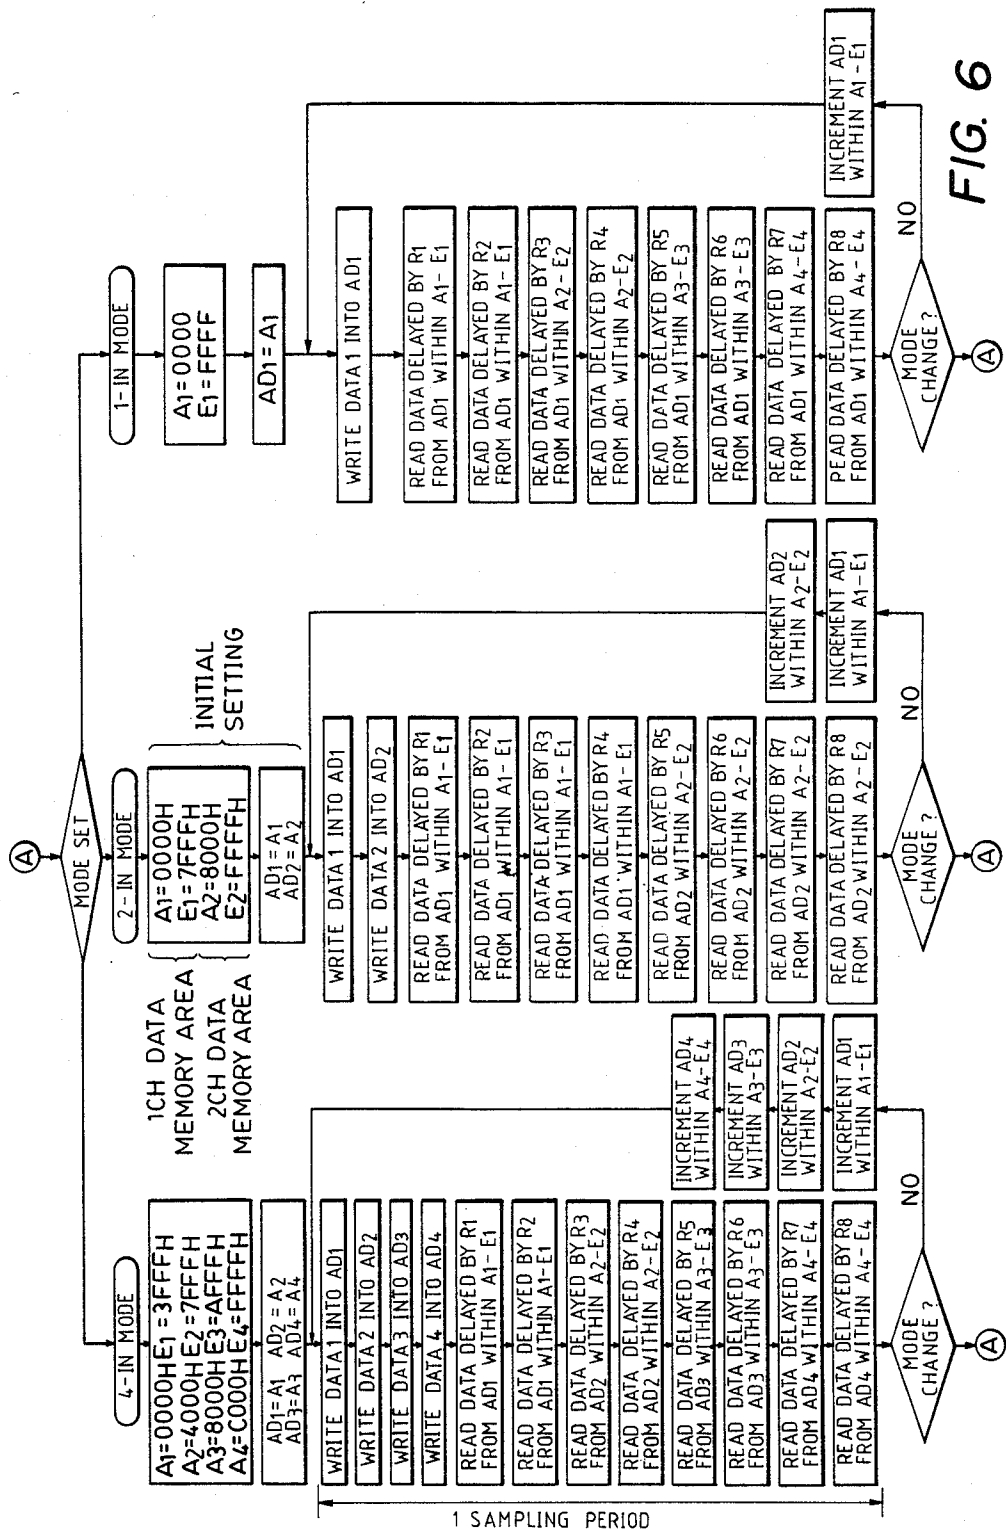 A
MODE SET
4-IN MODE
A1=0000H E1=3FFFH
A2=4000H E2=7FFFH
A3=8000H E3=AFFFH
A4=C000H E4=FFFFH
AD1=A1 AD2=A2
AD3=A3 AD4=A4
WRITE DATA1 INTO AD1
WRITE DATA2 INTO AD2
WRITE DATA 3 INTO AD3
WRITE DATA 4 INTO AD4
READ DATA DELAYED BY R1
FROM AD1 WITHIN A1-E1
READ DATA DELAYED BY R2
FROM AD1 WITHIN A1-E1
READ DATA DELAYED BY R3
FROM AD2 WITHIN A2-E2
READ DATA DELAYED BY R4
FROM AD2 WITHIN A2-E2
READ DATA DELAYED BY R5
FROM AD3 WITHIN A3-E3
READ DATA DELAYED BY R6
FROM AD3 WITHIN A3-E3
READ DATA DELAYED BY R7
FROM AD4 WITHIN A4-E4
READ DATA DELAYED BY R8
FROM AD4 WITHIN A4-E4
1 SAMPLING PERIOD
MODE
CHANGE?
NO
A
INCREMENT AD4
WITHIN A4-E4
INCREMENT AD3
WITHIN A3-E3
INCREMENT AD2
WITHIN A2-E2
INCREMENT AD1
WITHIN A1-E1
2-IN MODE
1CH DATA
MEMORY AREA
2CH DATA
MEMORY AREA
A1=0000H
E1=7FFFH
A2=8000H
E2=FFFFH
INITIAL
SETTING
AD1=A1
AD2=A2
WRITE DATA1 INTO AD1
WRITE DATA2 INTO AD2
READ DATA DELAYED BY R1
FROM AD1 WITHIN A1-E1
READ DATA DELAYED BY R2
FROM AD1 WITHIN A1-E1
READ DATA DELAYED BY R3
FROM AD1 WITHIN A1-E1
READ DATA DELAYED BY R4
FROM AD1 WITHIN A1-E1
READ DATA DELAYED BY R5
FROM AD2 WITHIN A2-E2
READ DATA DELAYED BY R6
FROM AD2 WITHIN A2-E2
READ DATA DELAYED BY R7
FROM AD2 WITHIN A2-E2
READ DATA DELAYED BY R8
FROM AD2 WITHIN A2-E2
MODE
CHANGE?
NO
A
INCREMENT AD2
WITHIN A2-E2
INCREMENT AD1
WITHIN A1-E1
1-IN MODE
A1=0000
E1=FFFF
AD1=A1
WRITE DATA1 INTO AD1
READ DATA DELAYED BY R1
FROM AD1 WITHIN A1-E1
READ DATA DELAYED BY R2
FROM AD1 WITHIN A1-E1
READ DATA DELAYED BY R3
FROM AD1 WITHIN A2-E2
READ DATA DELAYED BY R4
FROM AD1 WITHIN A2-E2
READ DATA DELAYED BY R5
FROM AD1 WITHIN A3-E3
READ DATA DELAYED BY R6
FROM AD1 WITHIN A3-E3
READ DATA DELAYED BY R7
FROM AD1 WITHIN A4-E4
PEAD DATA DELAYED BY R8
FROM AD1 WITHIN A4-E4
MODE
CHANGE?
NO
A
INCREMENT AD1
WITHIN A1-E1
FIG. 6